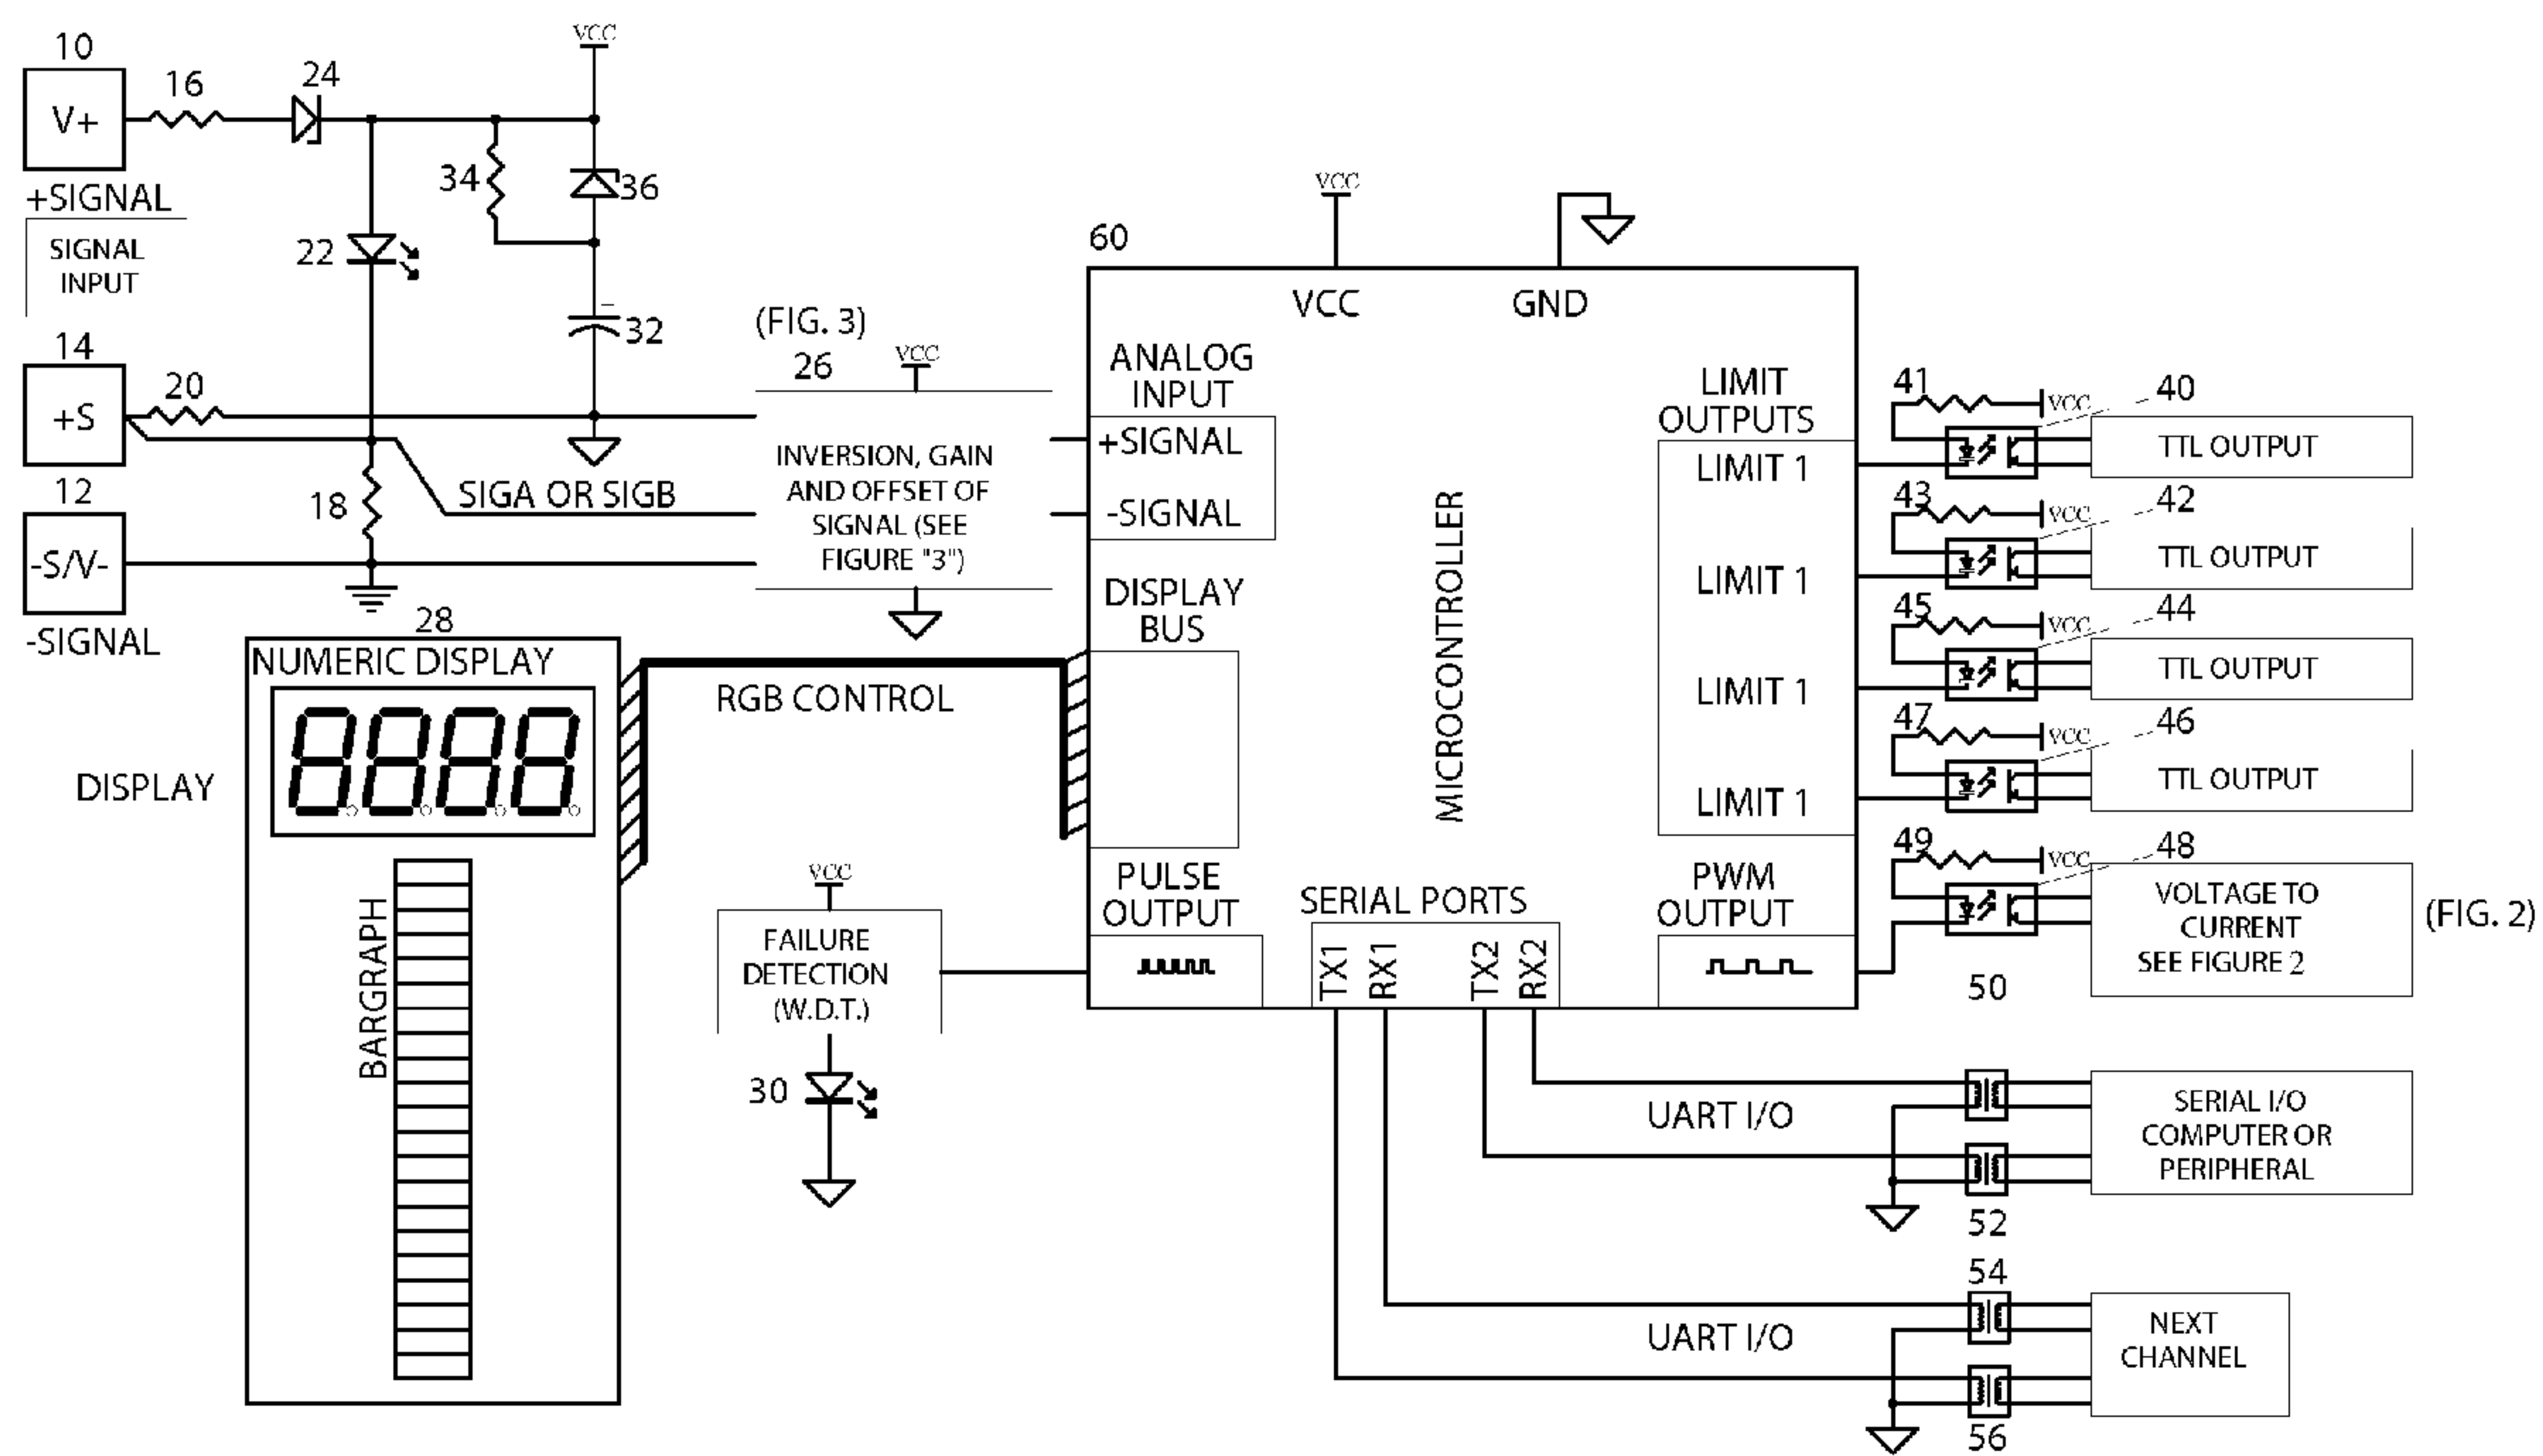 10
V+
+SIGNAL
SIGNAL
INPUT
16
24
VCC
34
36
22
32
14
+S
20
12
-S/V-
-SIGNAL
18
SIGA OR SIGB
(FIG. 3)
26
VCC
INVERSION, GAIN
AND OFFSET OF
SIGNAL (SEE
FIGURE "3")
28
NUMERIC DISPLAY
8.8.8.8.
DISPLAY
BARGRAPH
RGB CONTROL
VCC
FAILURE
DETECTION
(W.D.T.)
30
60
VCC
VCC
GND
ANALOG
INPUT
+SIGNAL
-SIGNAL
DISPLAY
BUS
PULSE
OUTPUT
MICROCONTROLLER
SERIAL PORTS
TX1
RX1
TX2
RX2
LIMIT
OUTPUTS
LIMIT 1
LIMIT 1
LIMIT 1
LIMIT 1
PWM
OUTPUT
41
VCC
40
TTL OUTPUT
43
VCC
42
TTL OUTPUT
45
VCC
44
TTL OUTPUT
47
VCC
46
TTL OUTPUT
49
VCC
48
VOLTAGE TO
CURRENT
SEE FIGURE 2
(FIG. 2)
50
UART I/O
SERIAL I/O
COMPUTER OR
PERIPHERAL
52
54
UART I/O
NEXT
CHANNEL
56